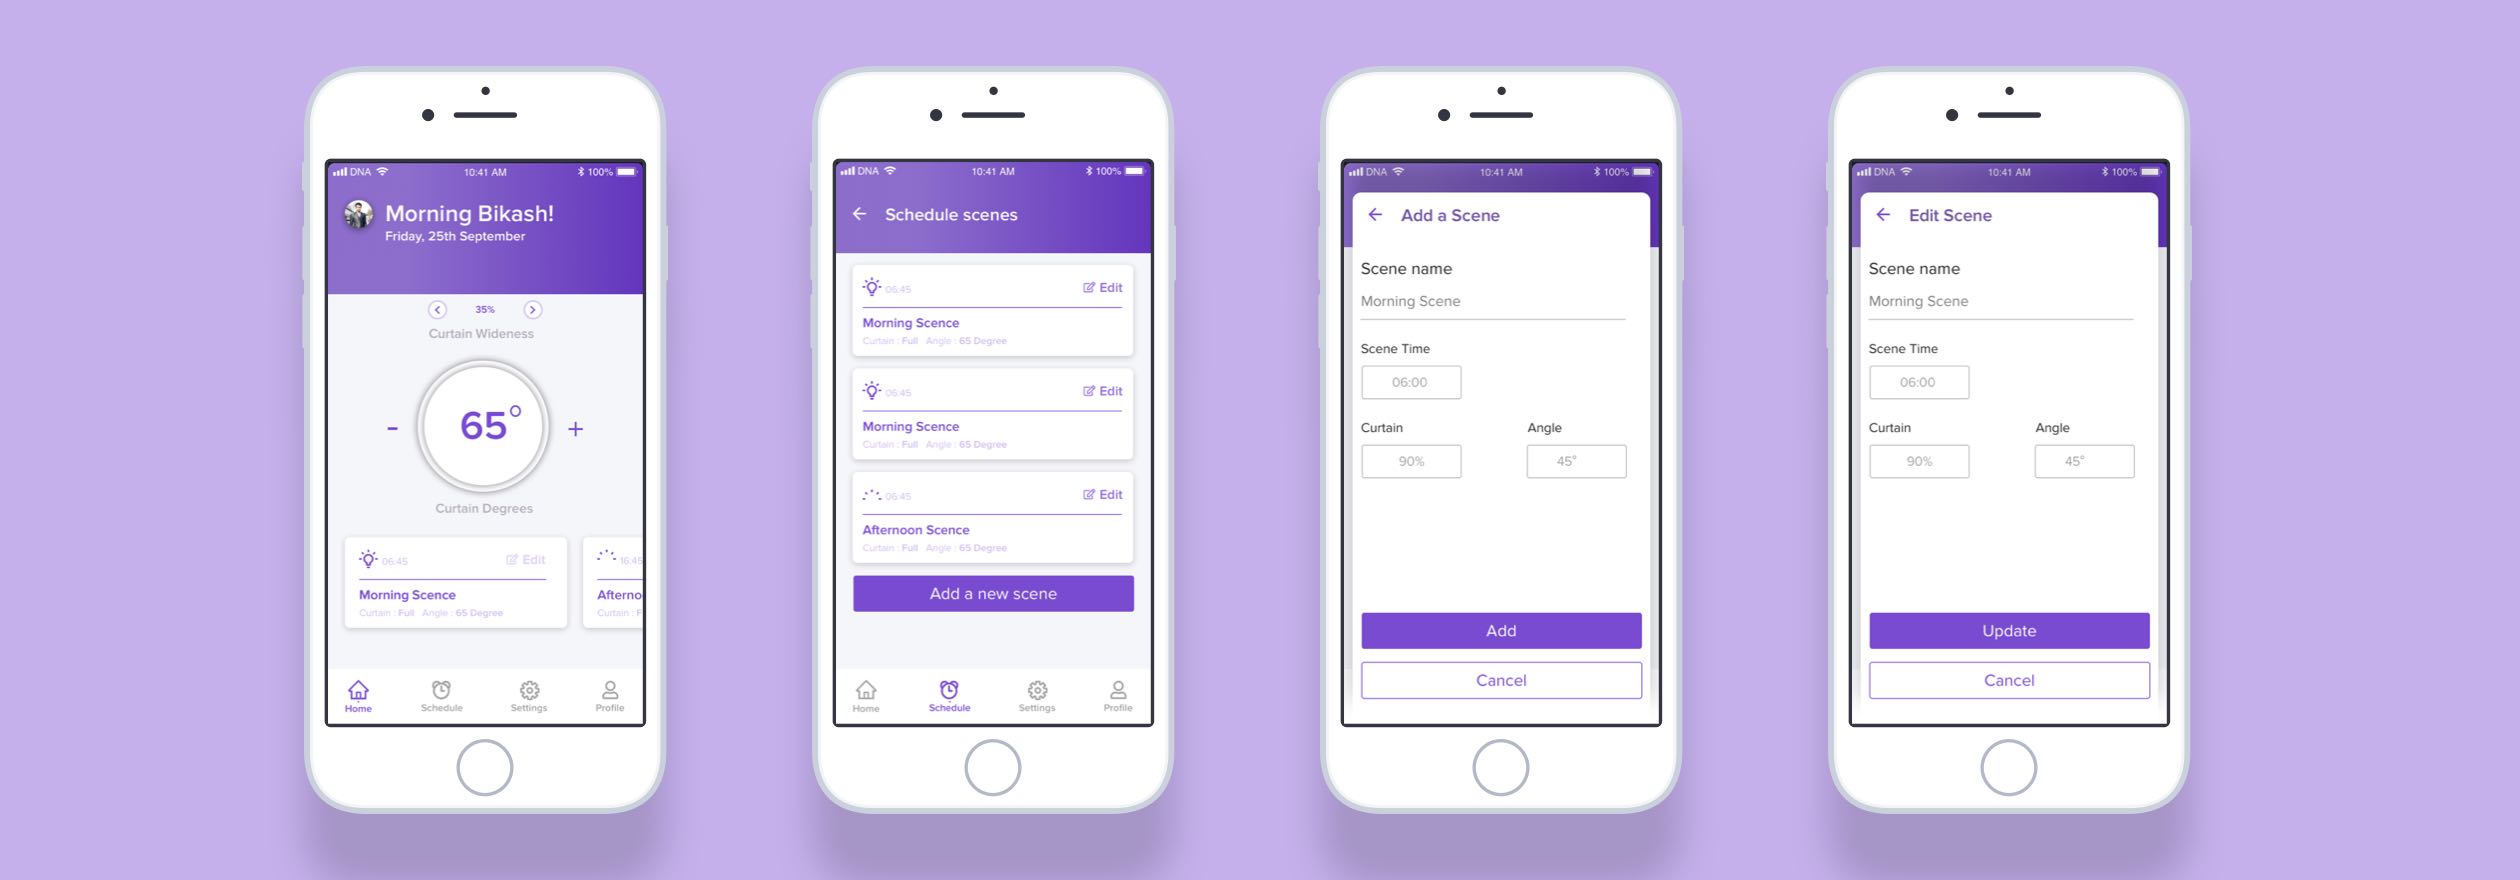 DNA 10:41 AM 100%
Morning Bikash!
Friday, 25th September
35%
Curtain Wideness
- 65° +
Curtain Degrees
06:45 Edit
Morning Scence
Curtain : Full Angle : 65 Degree
16:45
Afterno
Curtain : F
Home Schedule Settings Profile
DNA 10:41 AM 100%
Schedule scenes
06:45 Edit
Morning Scence
Curtain : Full Angle : 65 Degree
06:45 Edit
Morning Scence
Curtain : Full Angle : 65 Degree
06:45 Edit
Afternoon Scence
Curtain : Full Angle : 65 Degree
Add a new scene
Home Schedule Settings Profile
DNA 10:41 AM 100%
Add a Scene
Scene name
Morning Scene
Scene Time
06:00
Curtain Angle
90% 45°
Add
Cancel
DNA 10:41 AM 100%
Edit Scene
Scene name
Morning Scene
Scene Time
06:00
Curtain Angle
90% 45°
Update
Cancel